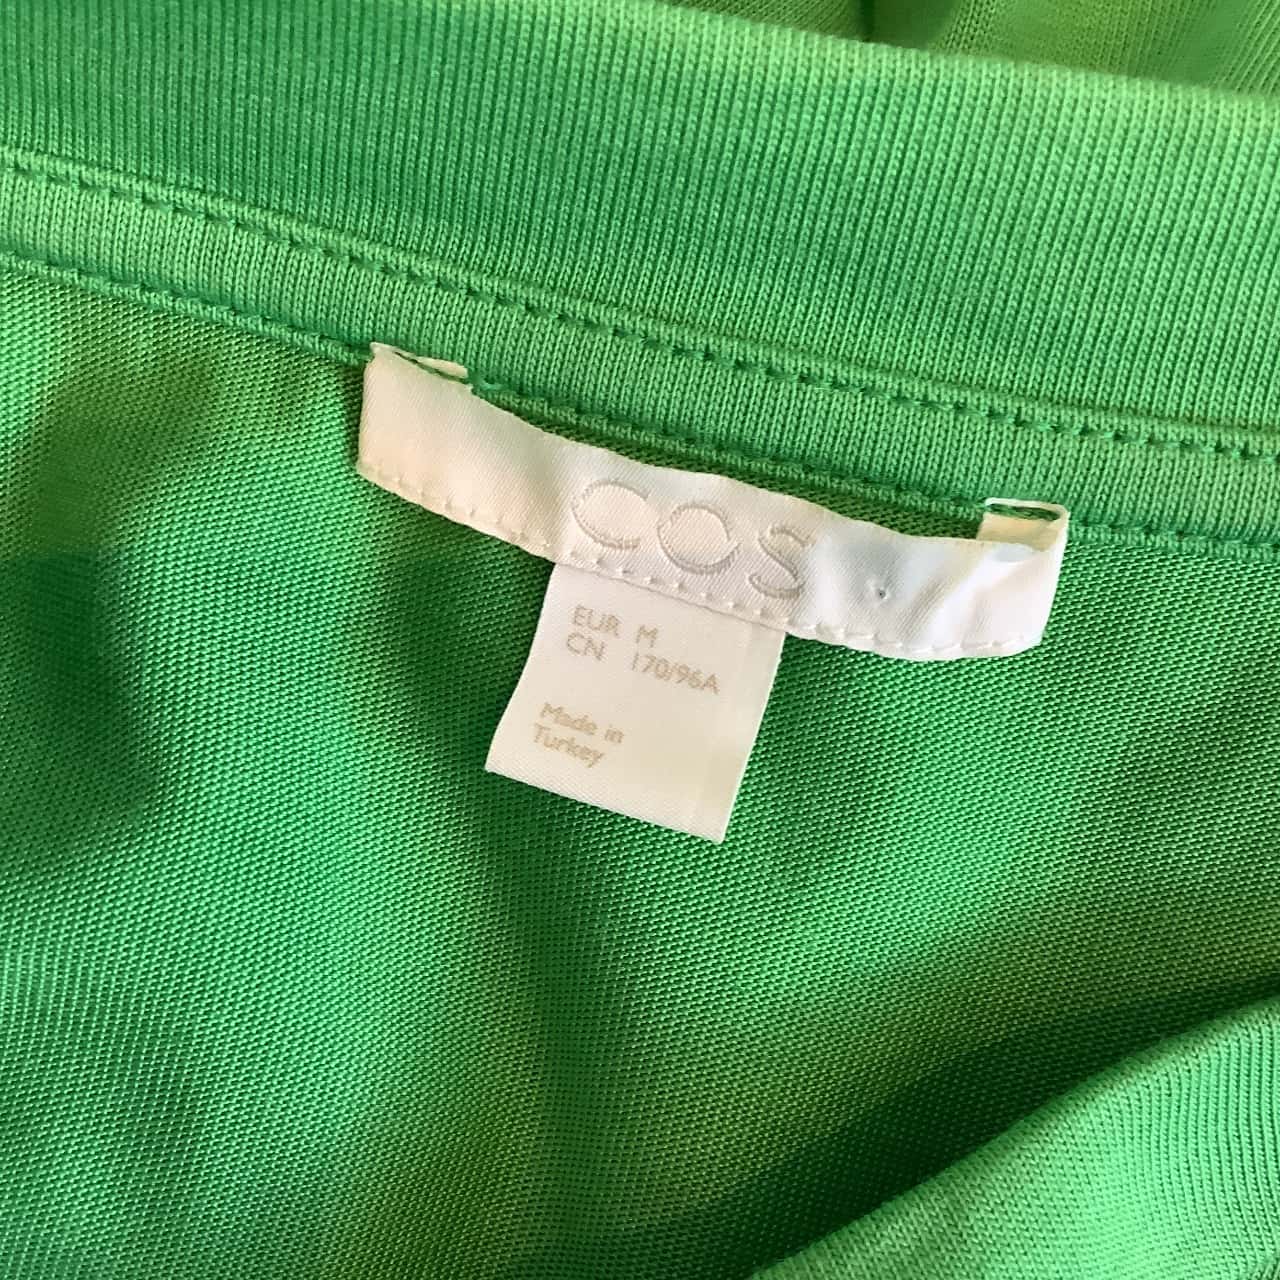 COS
EUR M
CN 170/96A
Made in
Turkey